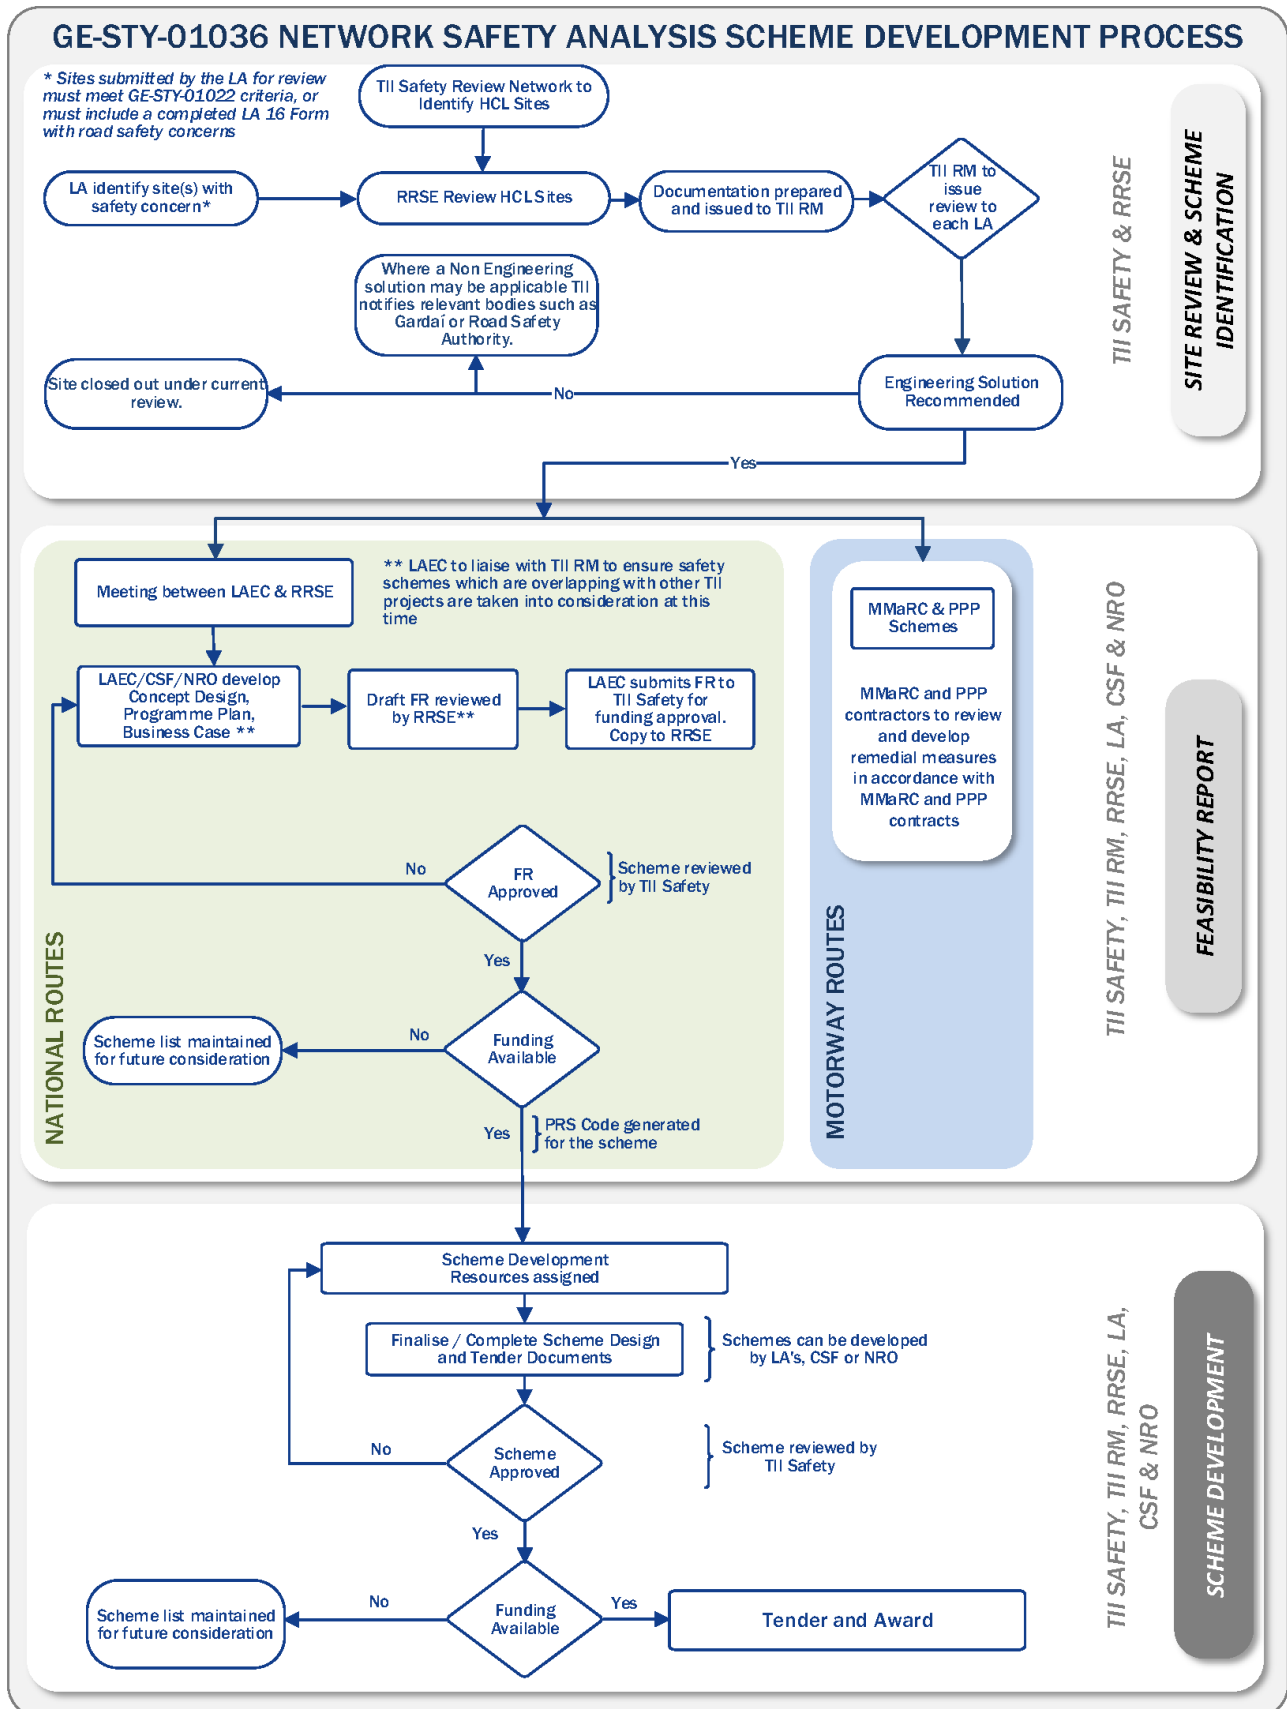 GE-STY-01036 NETWORK SAFETY ANALYSIS SCHEME DEVELOPMENT PROCESS
* Sites submitted by the LA for review
must meet GE-STY-01022 criteria, or
must include a completed LA 16 Form
with road safety concerns
TII Safety Review Network to
Identify HCL Sites
LA identify site(s) with
safety concern*
RRSE Review HCL Sites
Documentation prepared
and issued to TII RM
TII RM to
issue
review to
each LA
Where a Non Engineering
solution may be applicable TII
notifies relevant bodies such as
Gardaí or Road Safety
Authority.
Site closed out under current
review.
No
Engineering Solution
Recommended
Yes
TII SAFETY & RRSE
SITE REVIEW & SCHEME
IDENTIFICATION
Meeting between LAEC & RRSE
** LAEC to liaise with TII RM to ensure safety
schemes which are overlapping with other TII
projects are taken into consideration at this
time
LAEC/CSF/NRO develop
Concept Design,
Programme Plan,
Business Case **
Draft FR reviewed
by RRSE**
LAEC submits FR to
TII Safety for
funding approval.
Copy to RRSE
No
FR
Approved
Scheme reviewed
by TII Safety
Yes
Scheme list maintained
for future consideration
No
Funding
Available
Yes
PRS Code generated
for the scheme
NATIONAL ROUTES
MMaRC & PPP
Schemes
MMaRC and PPP
contractors to review
and develop
remedial measures
in accordance with
MMaRC and PPP
contracts
MOTORWAY ROUTES
TII SAFETY, TII RM, RRSE, LA, CSF & NRO
FEASIBILITY REPORT
Scheme Development
Resources assigned
Finalise / Complete Scheme Design
and Tender Documents
Schemes can be developed
by LA's, CSF or NRO
No
Scheme
Approved
Scheme reviewed by
TII Safety
Yes
Scheme list maintained
for future consideration
No
Funding
Available
Yes
Tender and Award
TII SAFETY, TII RM, RRSE, LA,
CSF & NRO
SCHEME DEVELOPMENT